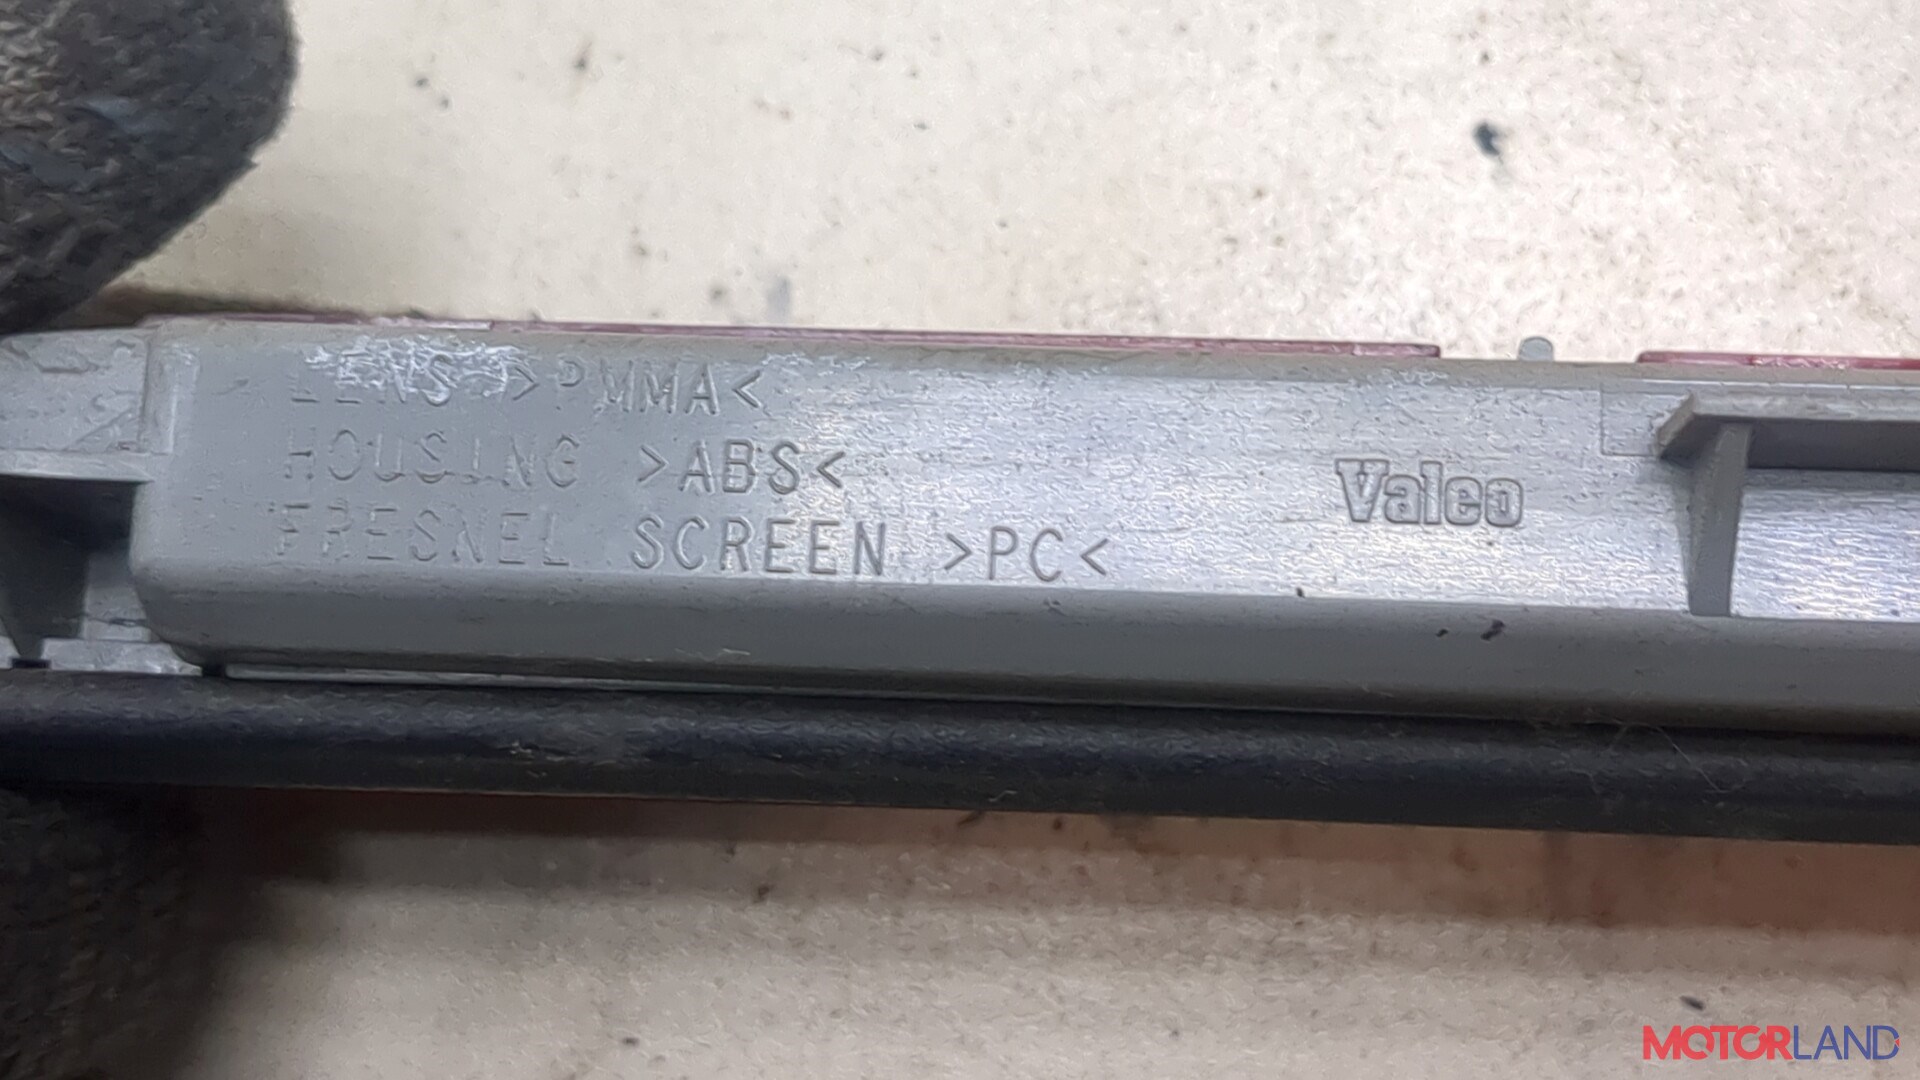 LENS >PMMA<
HOUSING >ABS<
FRESNEL SCREEN >PC<
Valeo
MOTORLAND